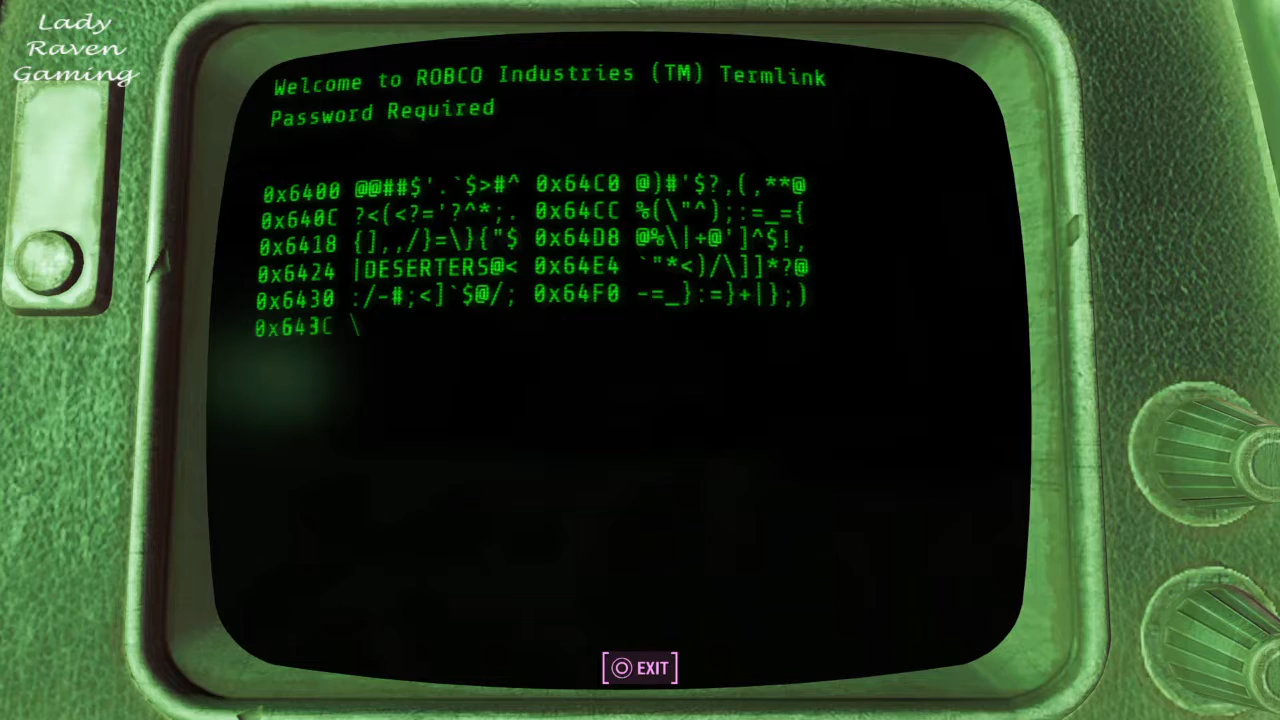 Lady
Raven
Gaming
Welcome to ROBCO Industries (TM) Termlink
Password Required
0x6400 @@##$'.`$>#^ 0x64C0 @)#'$?,(,**@
0x640C ?<(<?='?^*;. 0x64CC %(\"^);:=_={
0x6418 {],,/}=\}{"$ 0x64D8 @%\|+@']^$!,
0x6424 |DESERTERS@< 0x64E4 `"*<)/\]]*?@
0x6430 :/-#;<]`$@/; 0x64F0 -=_}:=}+|};)
0x643C \
EXIT